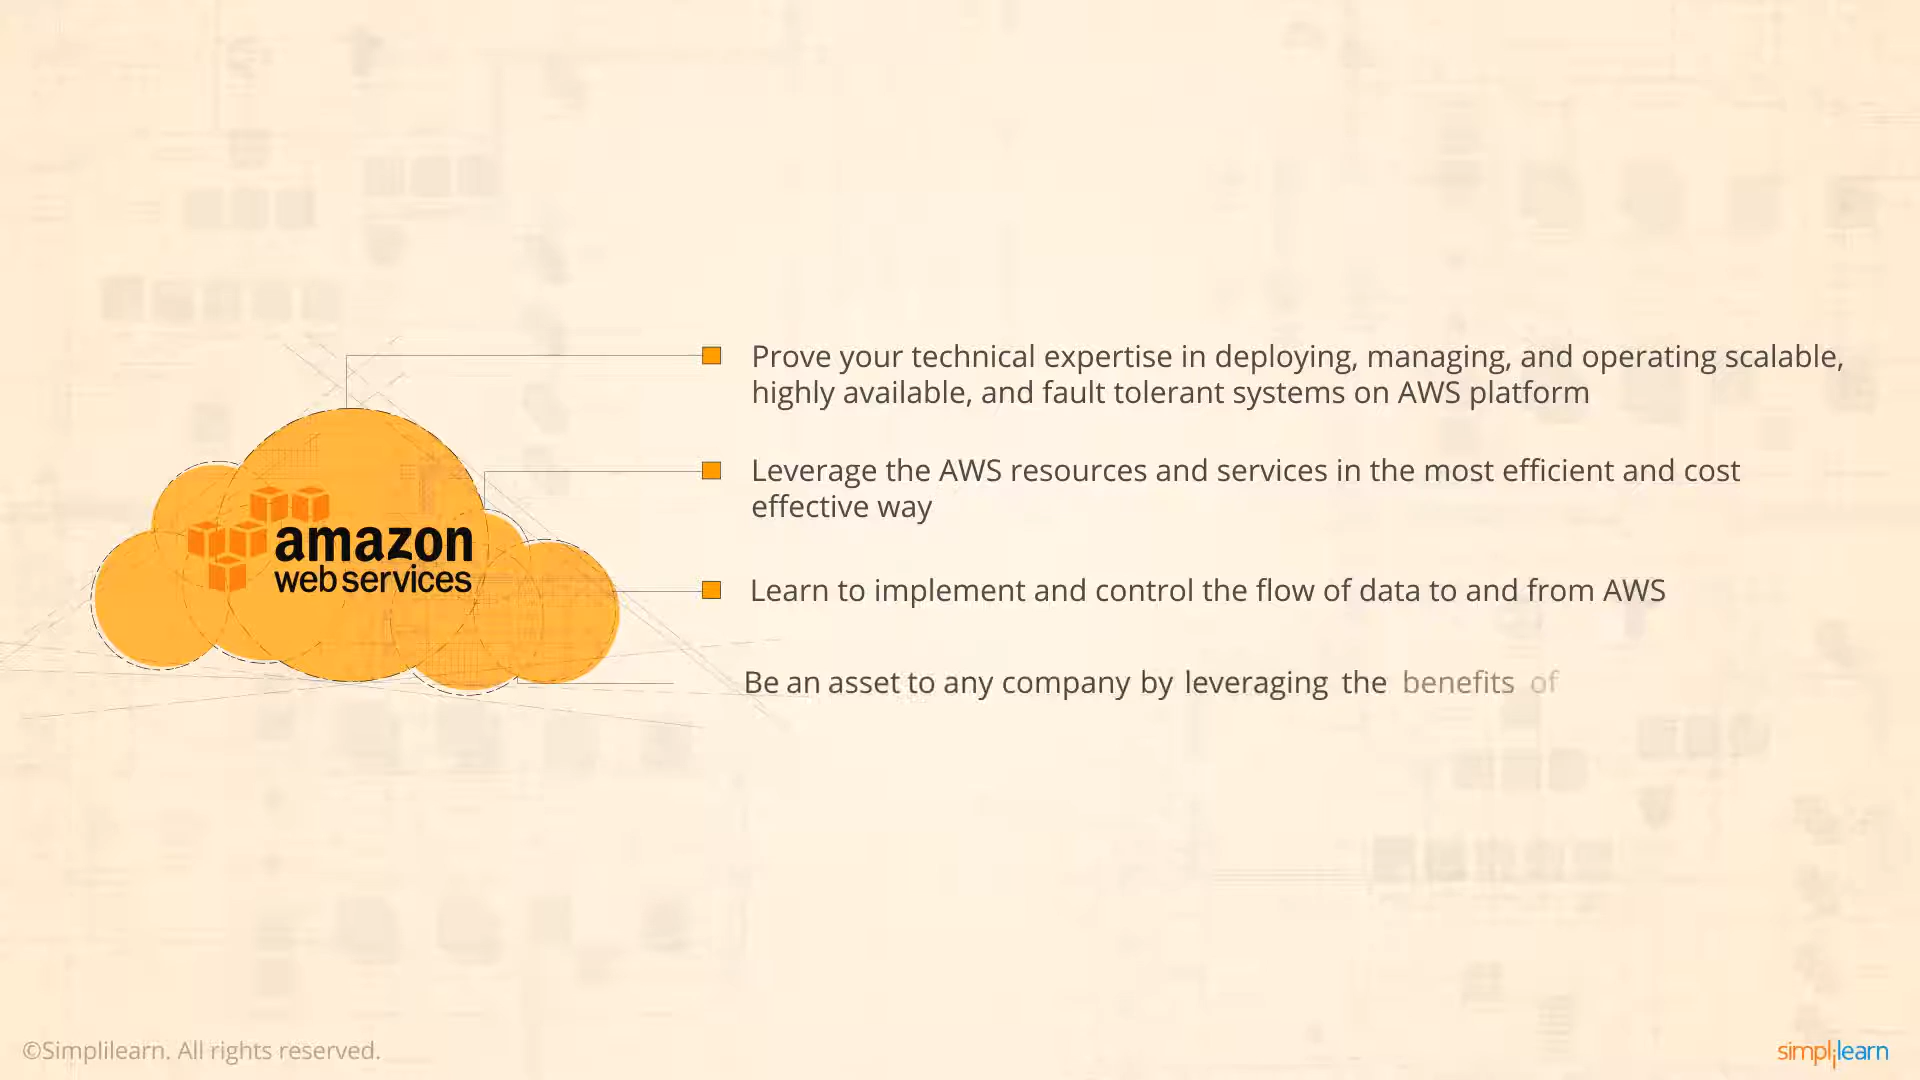 Prove your technical expertise in deploying, managing, and operating scalable,
highly available, and fault tolerant systems on AWS platform
Leverage the AWS resources and services in the most efficient and cost
effective way
amazon
web services
Learn to implement and control the flow of data to and from AWS
Be an asset to any company by leveraging the benefits of
©Simplilearn. All rights reserved.
simplilearn